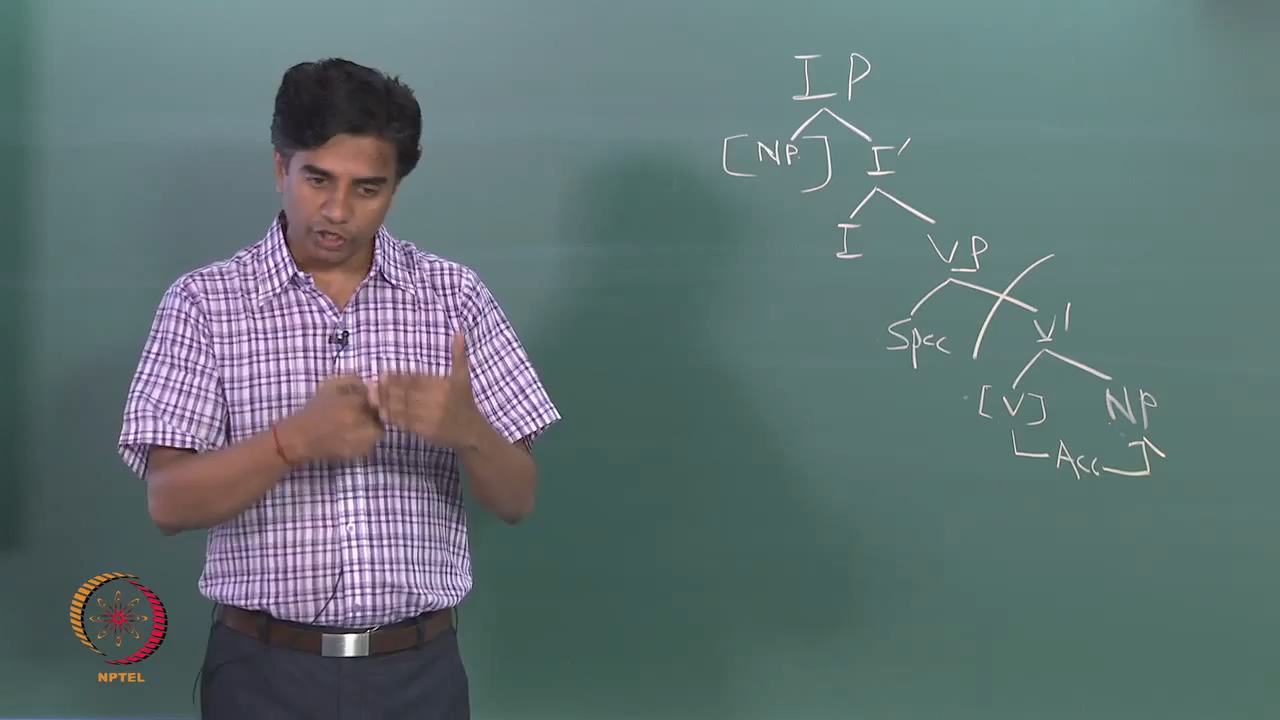 IP
[NP] I'
I VP
Spec V'
[V] NP
Acc
NPTEL